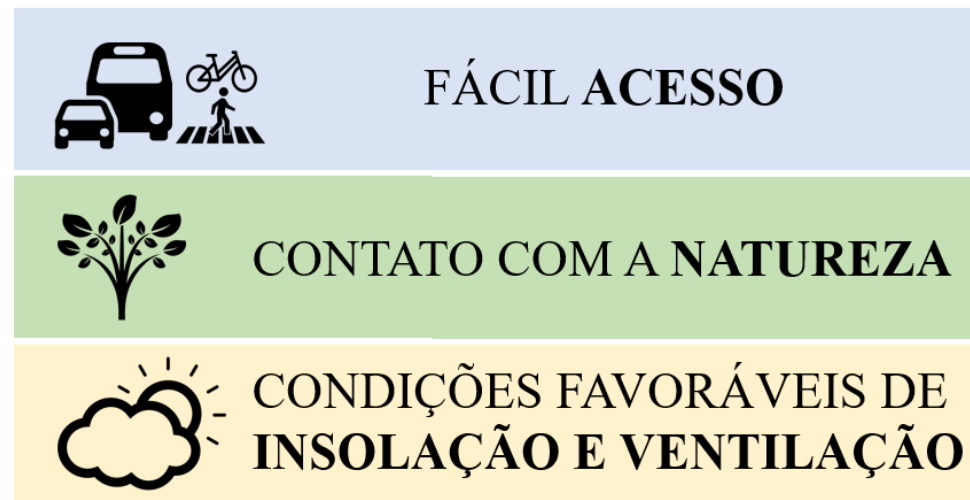 FÁCIL ACESSO
CONTATO COM A NATUREZA
CONDIÇÕES FAVORÁVEIS DE
INSOLAÇÃO E VENTILAÇÃO